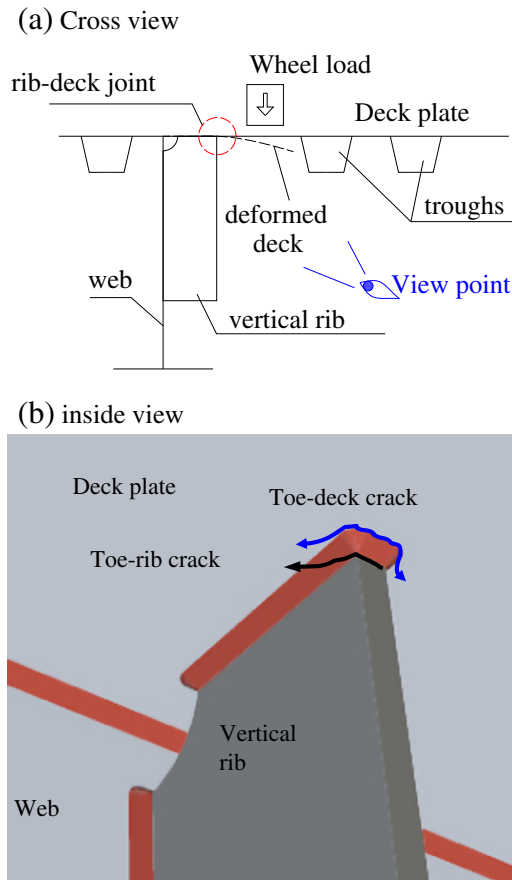 (a) Cross view
Wheel load
rib-deck joint
Deck plate
deformed
deck
troughs
web
View point
vertical rib
(b) inside view
Deck plate
Toe-deck crack
Toe-rib crack
Vertical
rib
Web